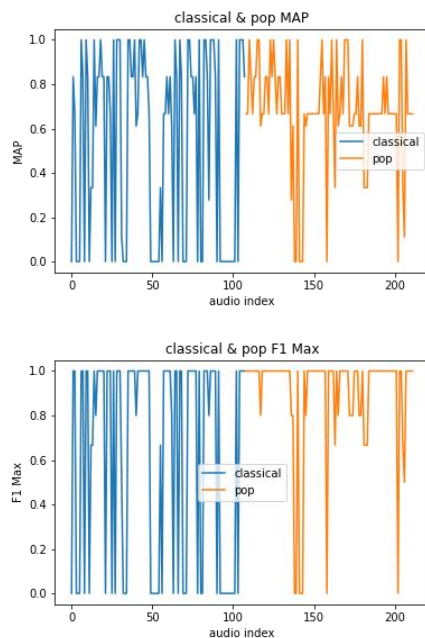 classical & pop MAP
1.0
0.8
0.6
0.4
0.2
0.0
MAP
classical
pop
0 50 100 150 200
audio index
classical & pop F1 Max
1.0
0.8
0.6
0.4
0.2
0.0
F1 Max
classical
pop
0 50 100 150 200
audio index